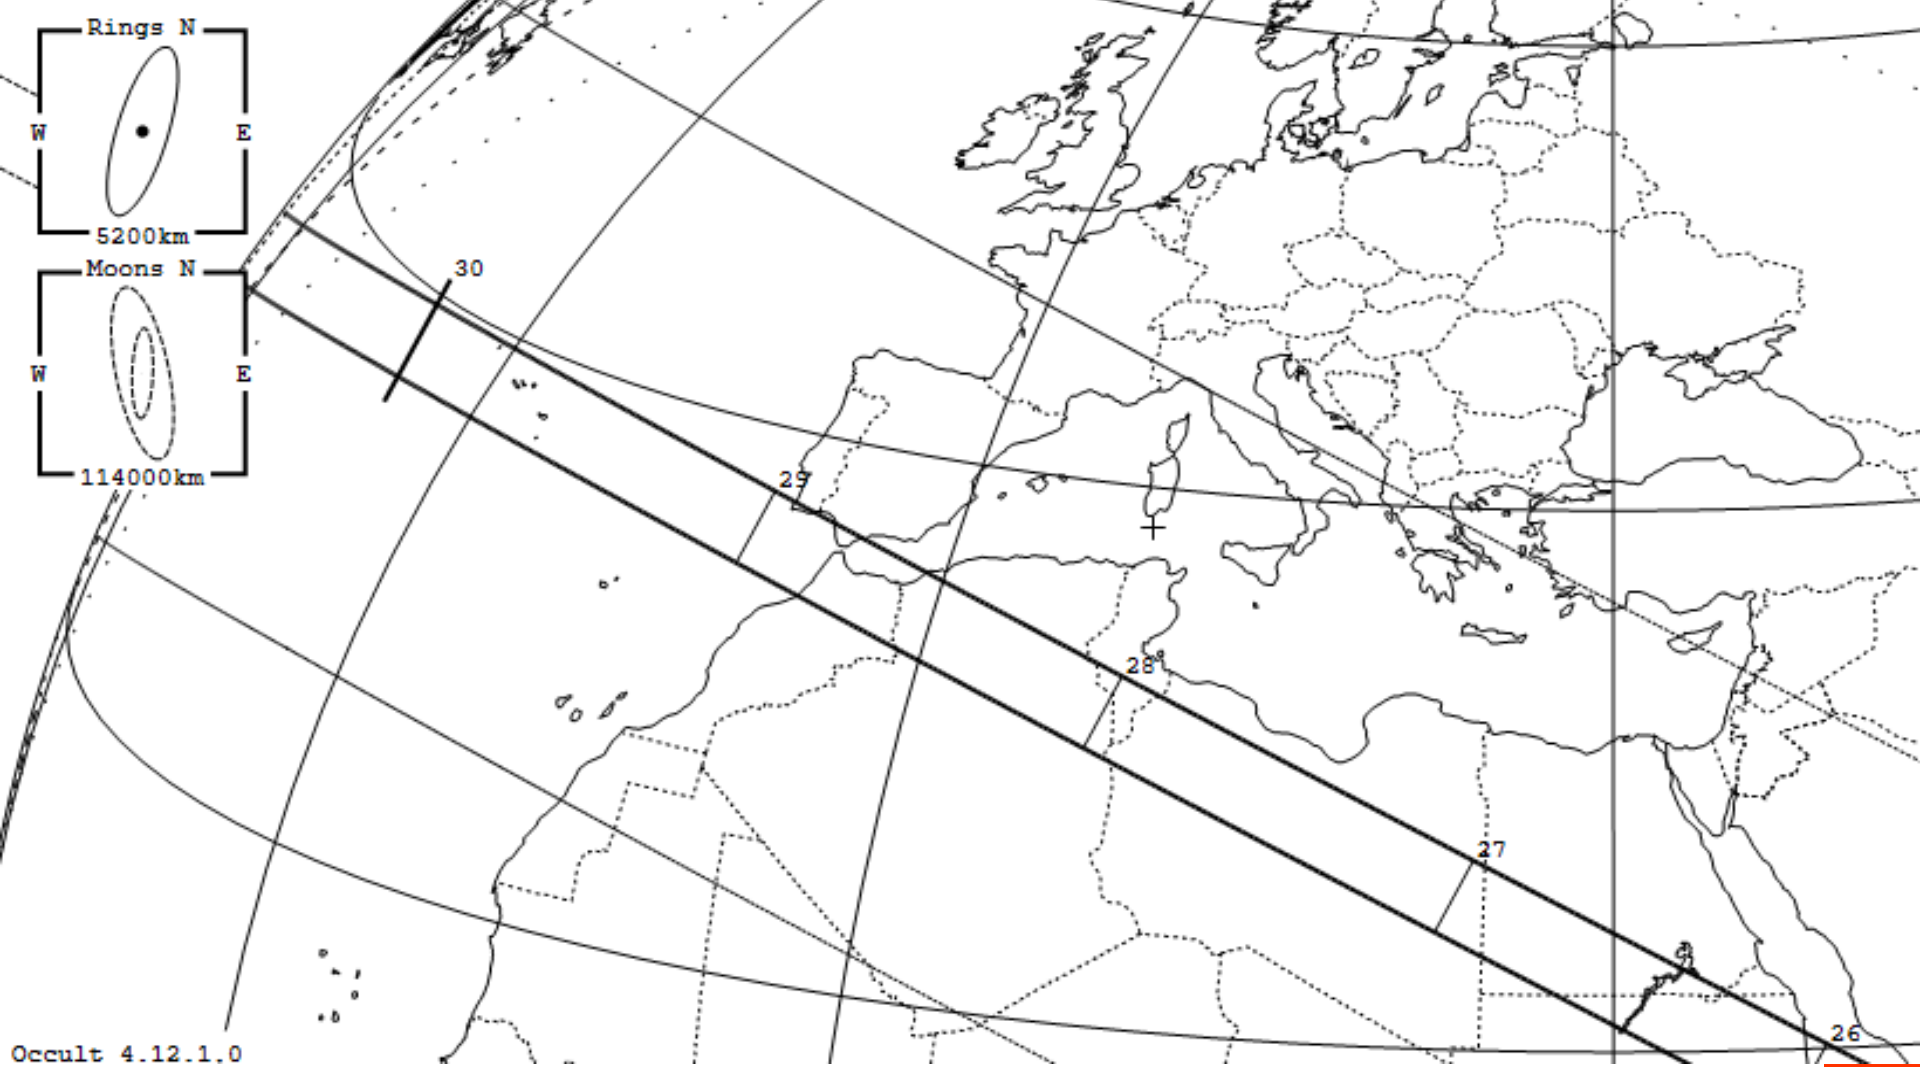 Rings N
W E
5200km
Moons N
W E
114000km
30
29
28
27
26
Occult 4.12.1.0